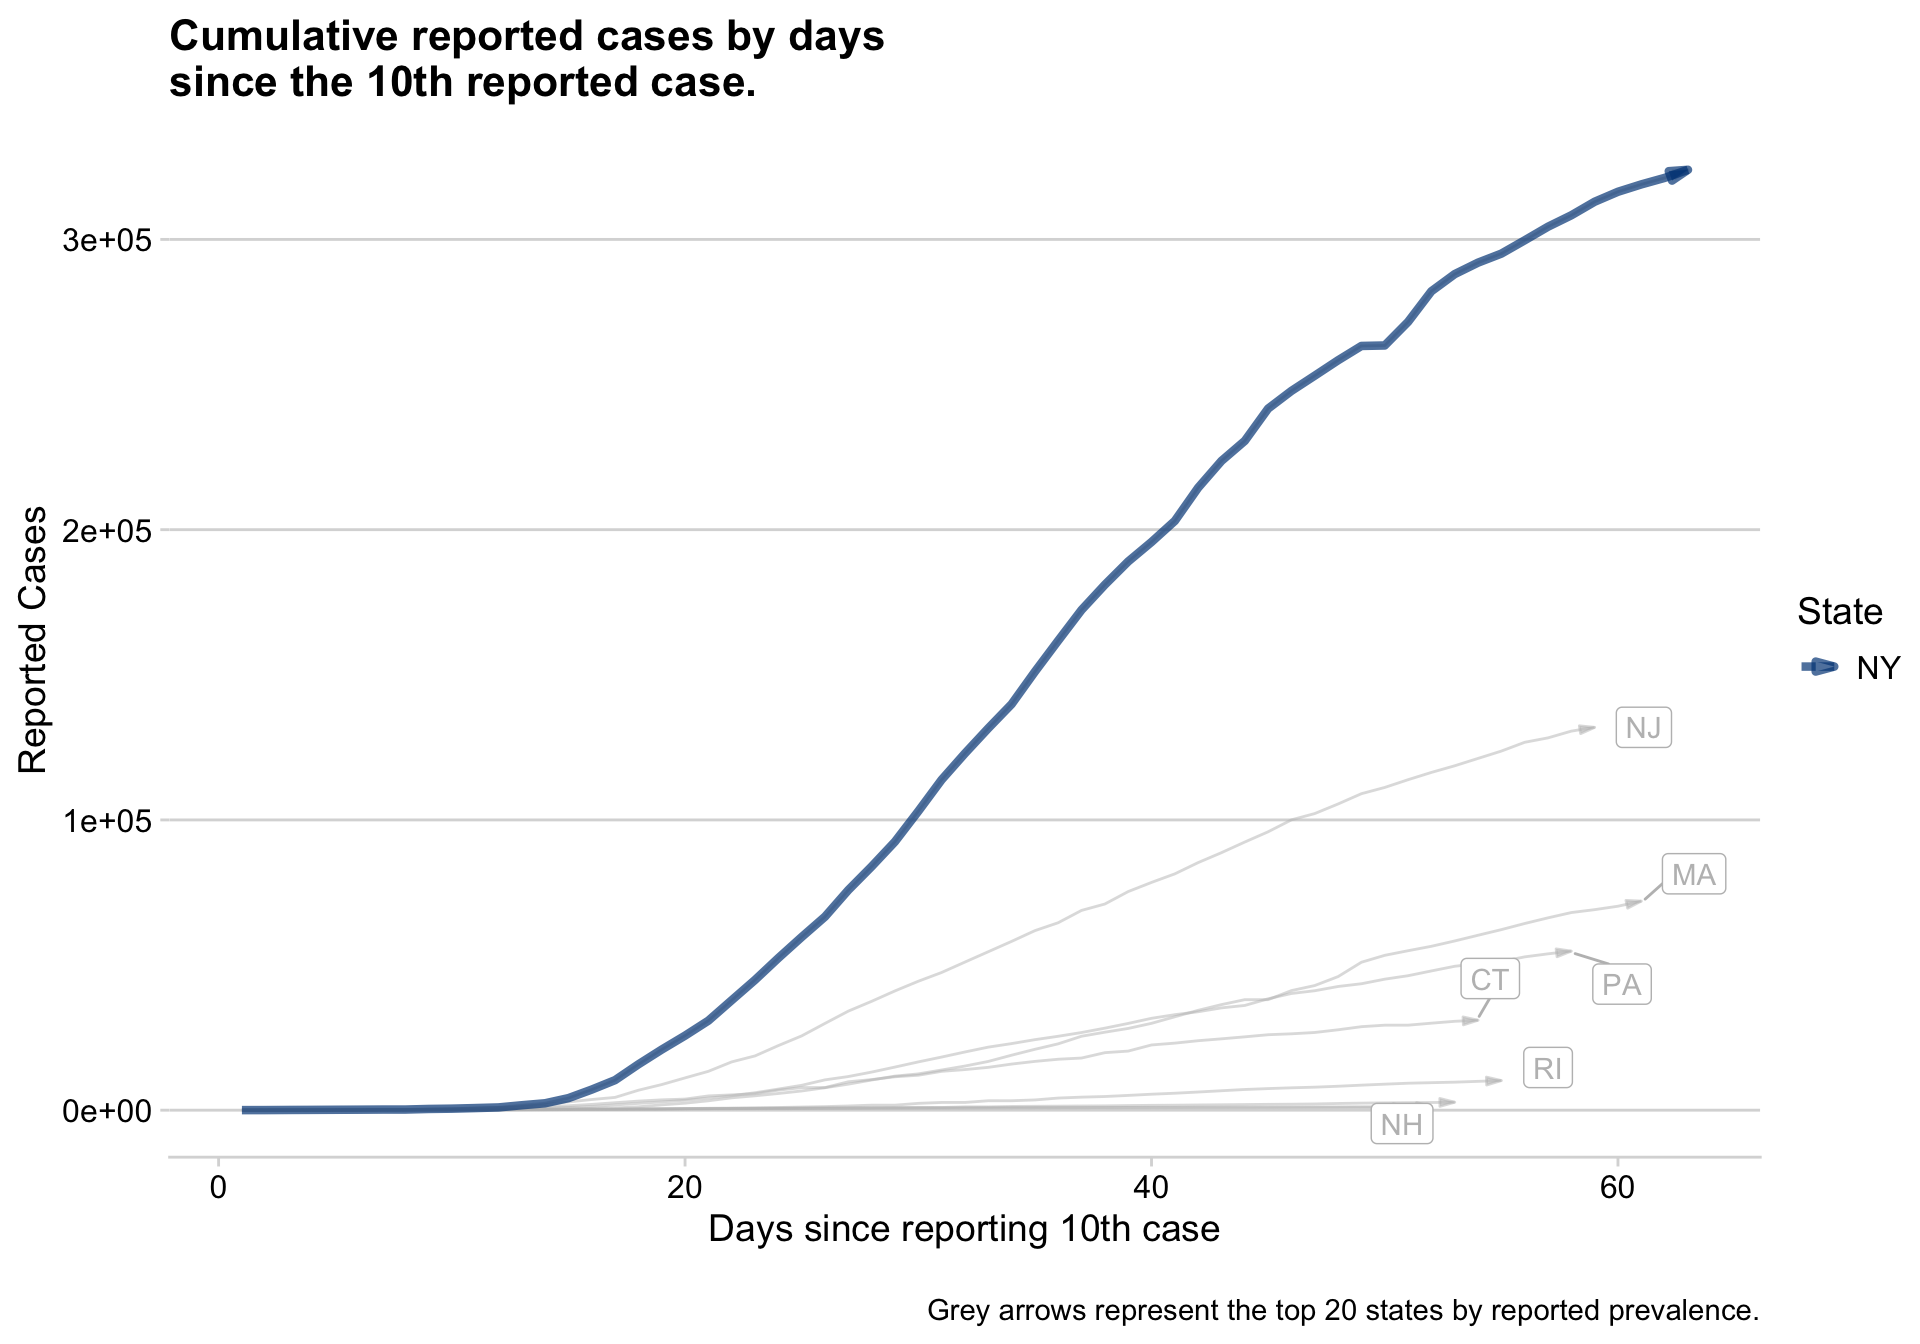 Cumulative reported cases by days
since the 10th reported case.
3e+05
2e+05
1e+05
0e+00
Reported Cases
NJ
MA
CT
PA
RI
NH
State
NY
0 20 40 60
Days since reporting 10th case
Grey arrows represent the top 20 states by reported prevalence.